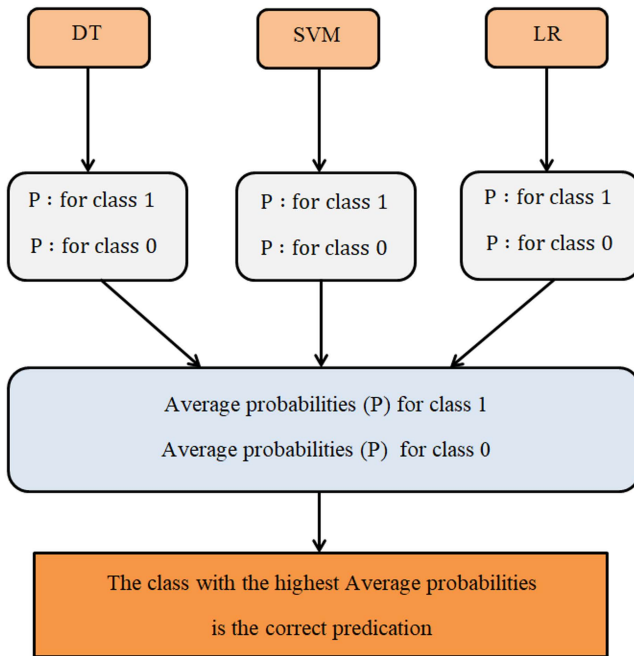 DT
SVM
LR
P : for class 1
P : for class 0
P : for class 1
P : for class 0
P : for class 1
P : for class 0
Average probabilities (P) for class 1
Average probabilities (P) for class 0
The class with the highest Average probabilities
is the correct predication